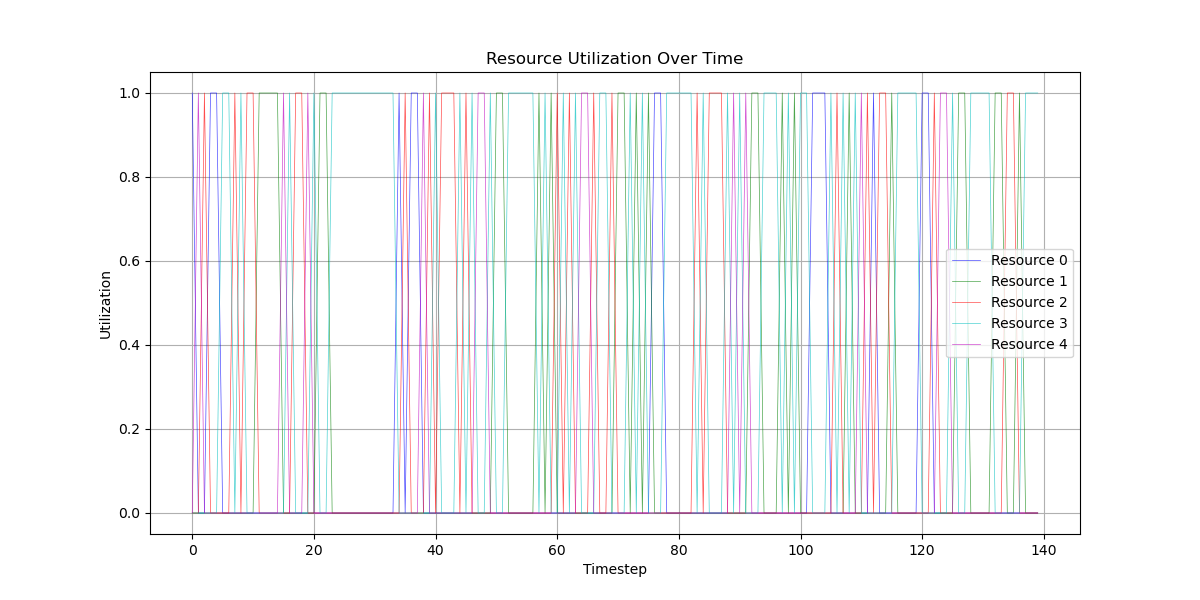 Resource Utilization Over Time
1.0
0.8
0.6
0.4
0.2
0.0
Utilization
Resource 0
Resource 1
Resource 2
Resource 3
Resource 4
0 20 40 60 80 100 120 140
Timestep